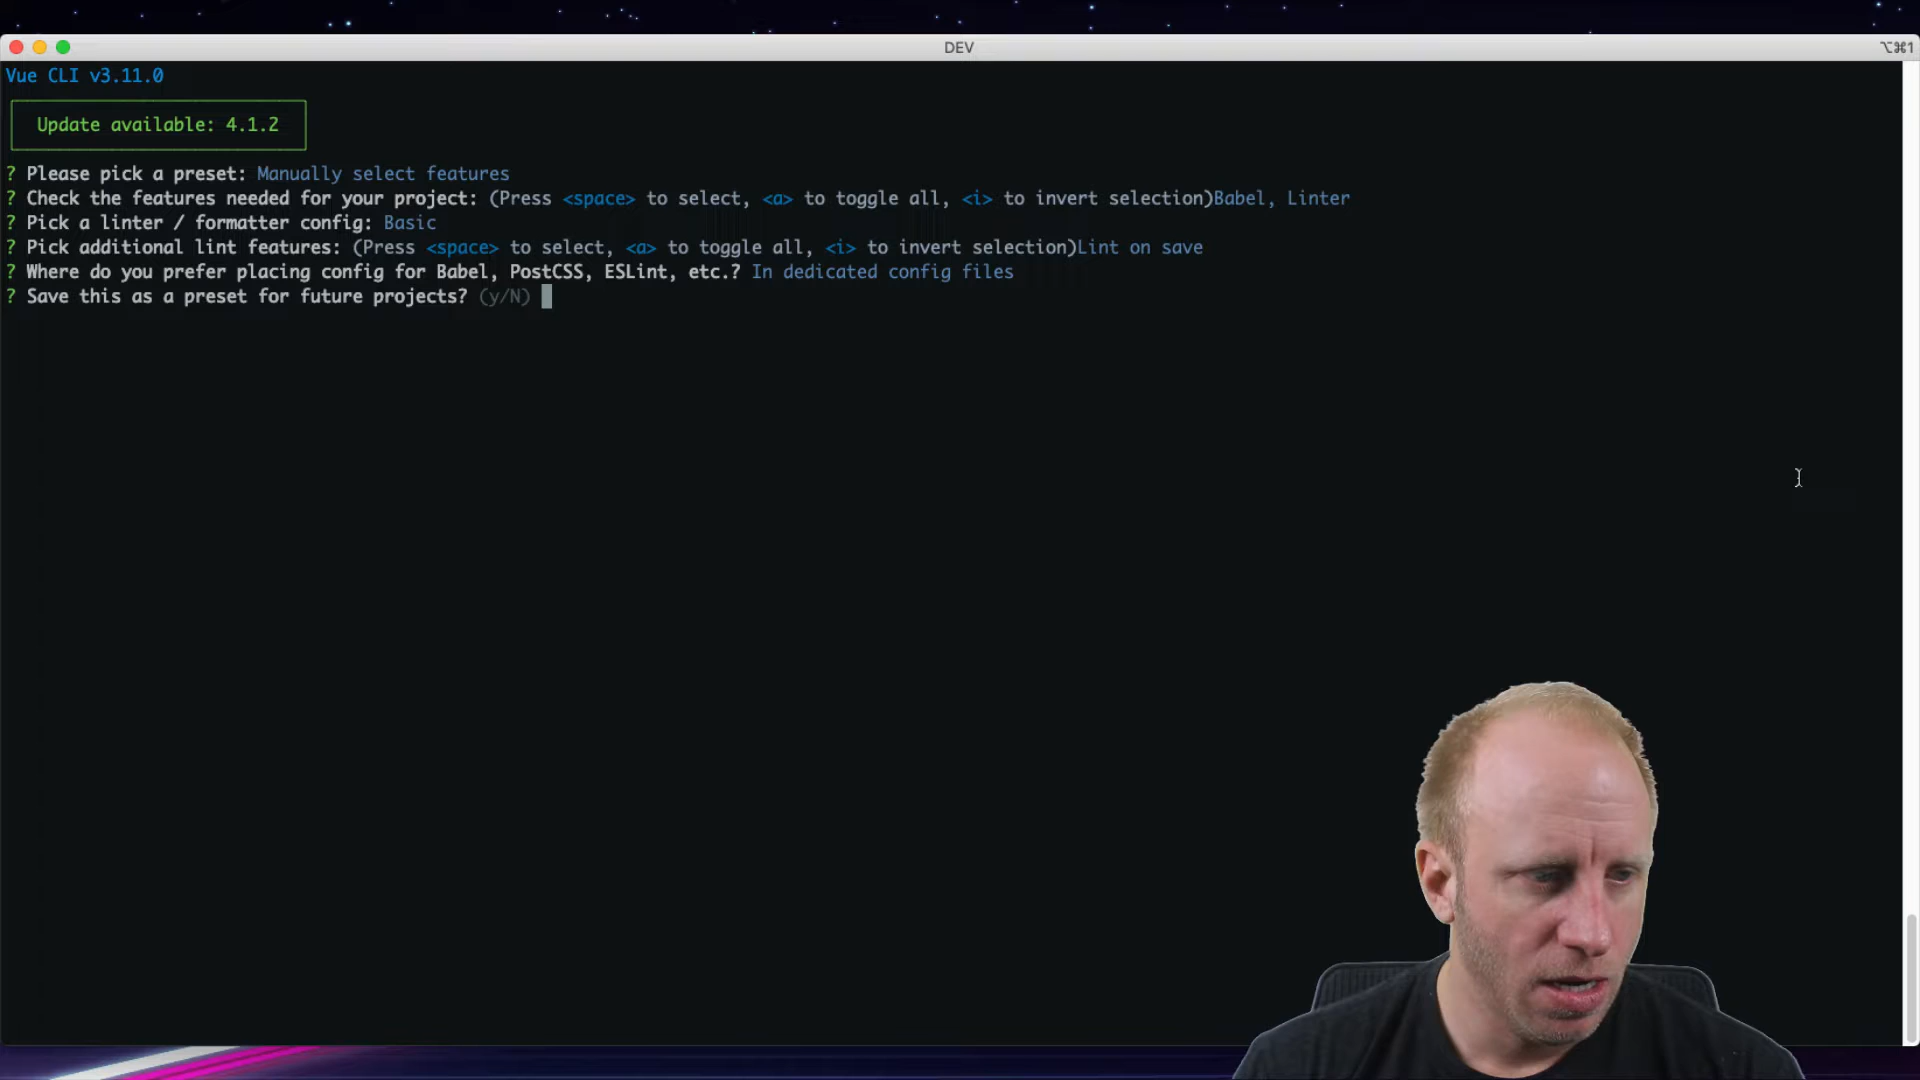 DEV
⌥⌘1
Vue CLI v3.11.0
Update available: 4.1.2
? Please pick a preset: Manually select features
? Check the features needed for your project: (Press <space> to select, <a> to toggle all, <i> to invert selection)Babel, Linter
? Pick a linter / formatter config: Basic
? Pick additional lint features: (Press <space> to select, <a> to toggle all, <i> to invert selection)Lint on save
? Where do you prefer placing config for Babel, PostCSS, ESLint, etc.? In dedicated config files
? Save this as a preset for future projects? (y/N)